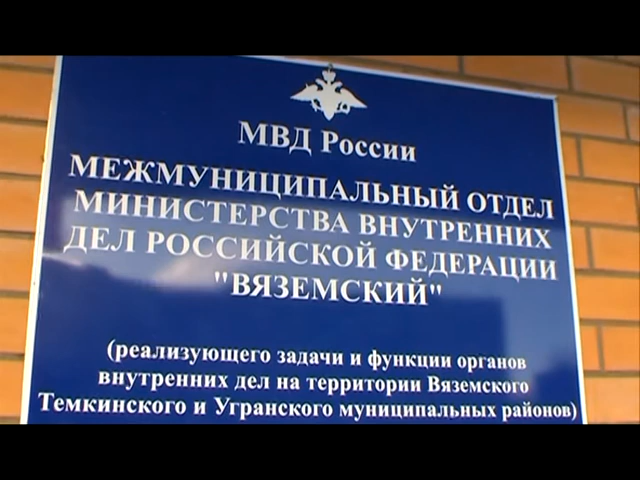 МВД России
МЕЖМУНИЦИПАЛЬНЫЙ ОТДЕЛ
МИНИСТЕРСТВА ВНУТРЕННИХ
ДЕЛ РОССИЙСКОЙ ФЕДЕРАЦИИ
"ВЯЗЕМСКИЙ"
(реализующего задачи и функции органов
внутренних дел на территории Вяземского
Темкинского и Угранского муниципальных районов)